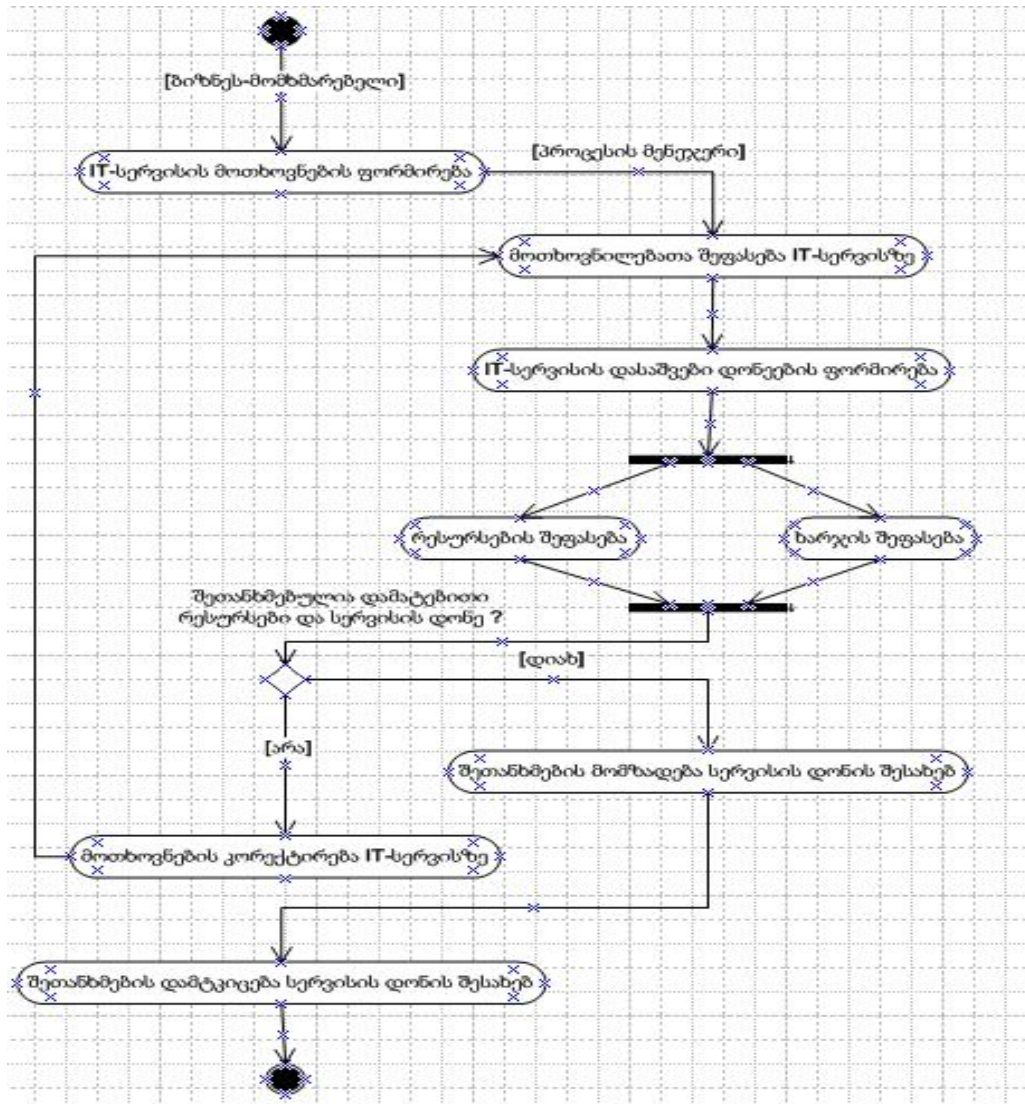 [ბიზნეს-მომხმარებელი]
IT-სერვისის მოთხოვნების ფორმირება
[პროცესის მენეჯერი]
მოთხოვნილებათა შეფასება IT-სერვისზე
IT-სერვისის დასაშვები დონეების ფორმირება
რესურსების შეფასება
ხარჯის შეფასება
შეთანხმებულია დამატებითი
რესურსები და სერვისის დონე ?
[დიახ]
[არა]
შეთანხმების მომზადება სერვისის დონის შესახებ
მოთხოვნების კორექტირება IT-სერვისზე
შეთანხმების დამტკიცება სერვისის დონის შესახებ